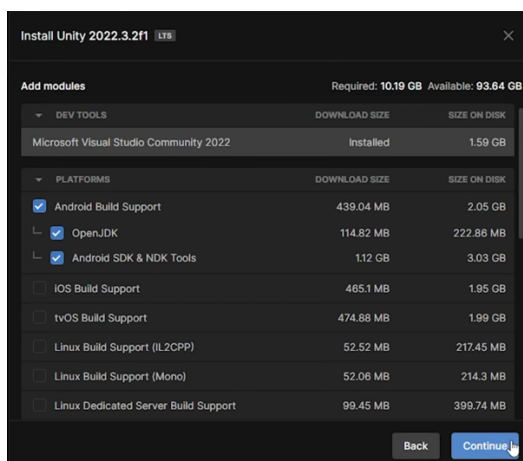 Install Unity 2022.3.2f1 LTS
Add modules Required: 10.19 GB Available: 93.64 GB
DEV TOOLS DOWNLOAD SIZE SIZE ON DISK
Microsoft Visual Studio Community 2022 Installed 1.59 GB
PLATFORMS DOWNLOAD SIZE SIZE ON DISK
Android Build Support 439.04 MB 2.05 GB
OpenJDK 114.82 MB 222.86 MB
Android SDK & NDK Tools 1.12 GB 3.03 GB
iOS Build Support 465.1 MB 1.95 GB
tvOS Build Support 474.88 MB 1.99 GB
Linux Build Support (IL2CPP) 52.52 MB 217.45 MB
Linux Build Support (Mono) 52.06 MB 214.3 MB
Linux Dedicated Server Build Support 99.45 MB 399.74 MB
Back Continue